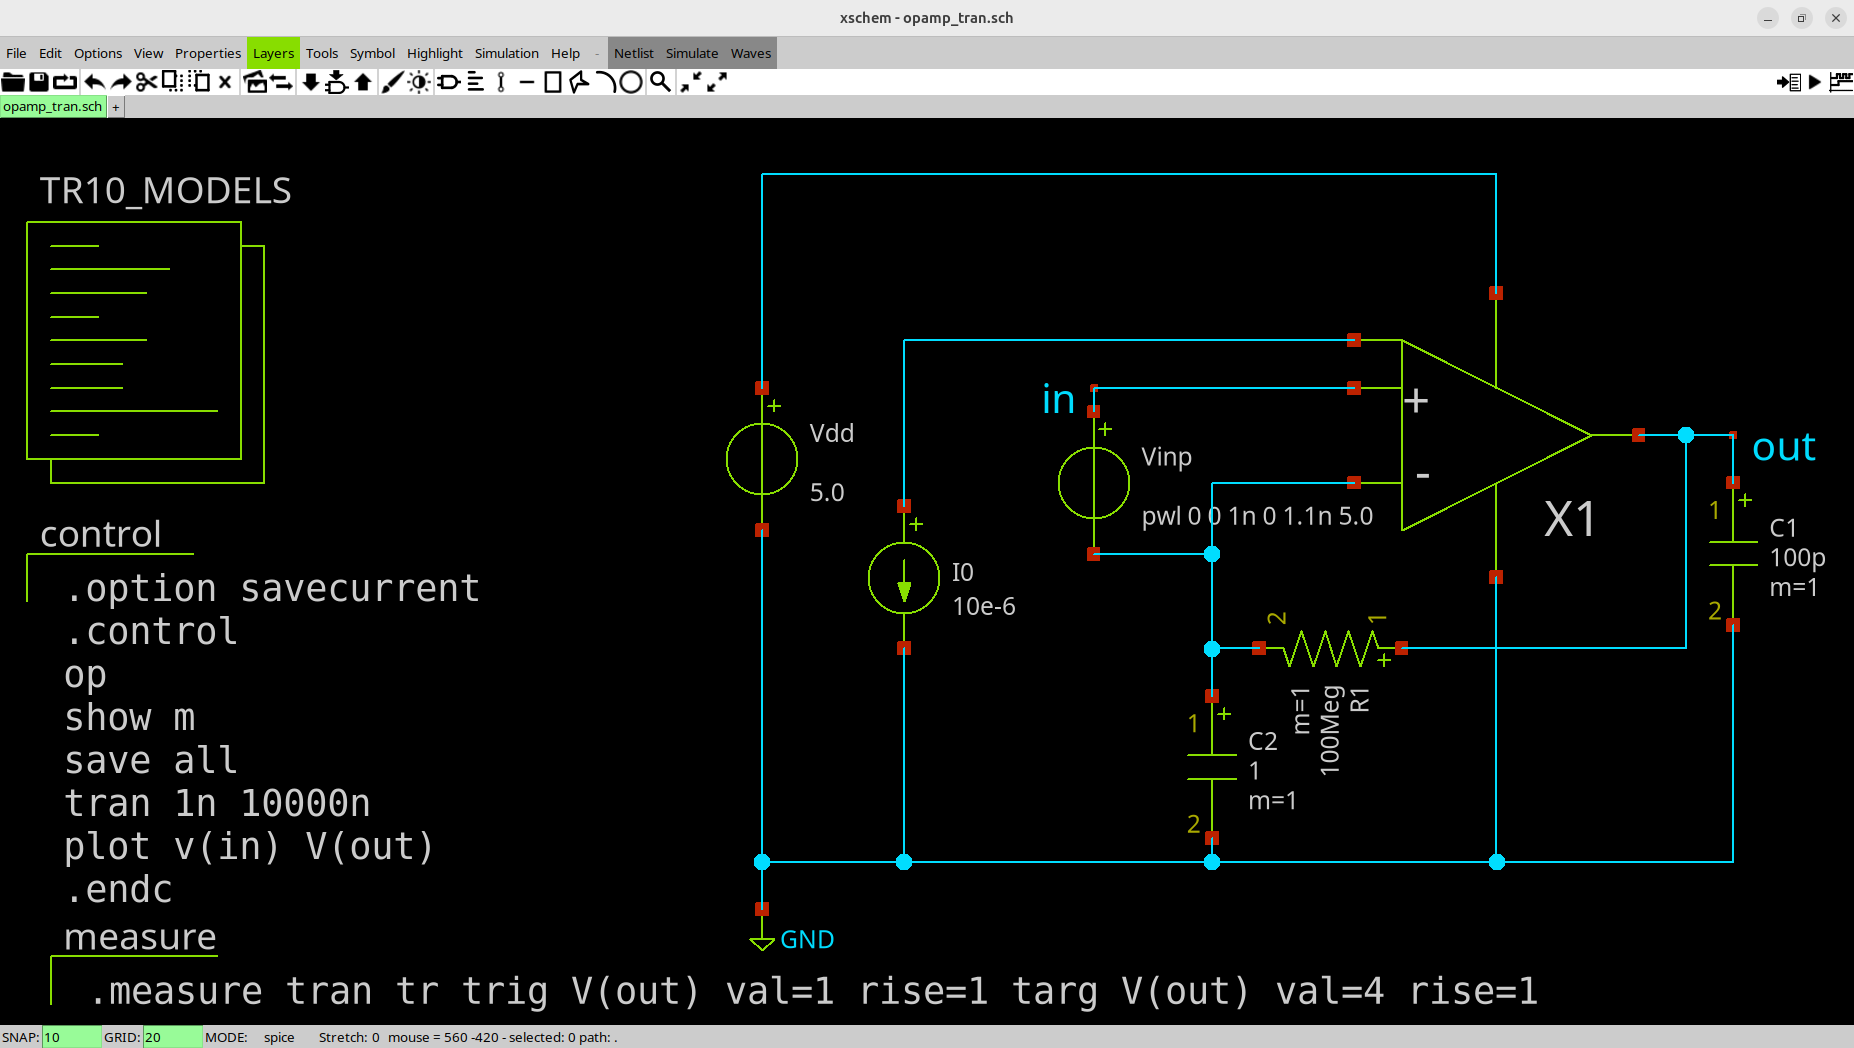 xschem - opamp_tran.sch
File Edit Options View Properties Layers Tools Symbol Highlight Simulation Help - Netlist Simulate Waves
opamp_tran.sch +
TR10_MODELS
control
.option savecurrent
.control
op
show m
save all
tran 1n 10000n
plot v(in) V(out)
.endc
measure
.measure tran tr trig V(out) val=1 rise=1 targ V(out) val=4 rise=1
+
Vdd
5.0
+
I0
10e-6
in
+
Vinp
pwl 0 0 1n 0 1.1n 5.0
+
-
X1
out
1
+
C1
100p
m=1
2
2
1
+
m=1
100Meg
R1
1
+
C2
1
m=1
2
GND
SNAP: 10 GRID: 20 MODE: spice Stretch: 0 mouse = 560 -420 - selected: 0 path: .